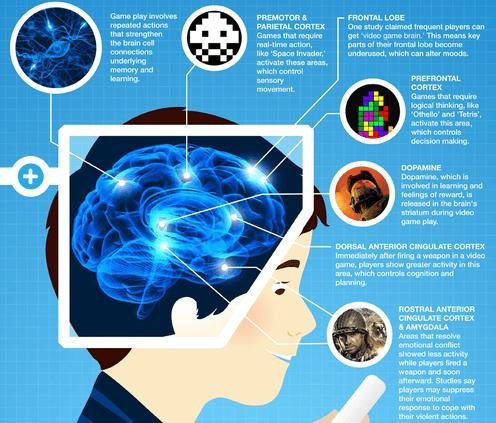 Game play involves
repeated actions
that strengthen
the brain cell
connections
underlying
memory and
learning.
PREMOTOR &
PARIETAL CORTEX
Games that require
real-time action,
like 'Space Invader,'
activate these areas,
which control
sensory
movement.
FRONTAL LOBE
One study claimed frequent players can
get 'video game brain.' This means key
parts of their frontal lobe become
underused, which can alter moods.
PREFRONTAL
CORTEX
Games that require
logical thinking, like
'Othello' and 'Tetris',
activate this area,
which controls
decision making.
DOPAMINE
Dopamine, which is
involved in learning and
feelings of reward, is
released in the brain's
striatum during video
game play.
DORSAL ANTERIOR CINGULATE CORTEX
Immediately after firing a weapon in a video
game, players show greater activity in this
area, which controls cognition and
planning.
ROSTRAL ANTERIOR
CINGULATE CORTEX
& AMYGDALA
Areas that resolve
emotional conflict
showed less activity
while players fired a
weapon and soon
afterward. Studies say
players may suppress
their emotional
response to cope with
their violent actions.